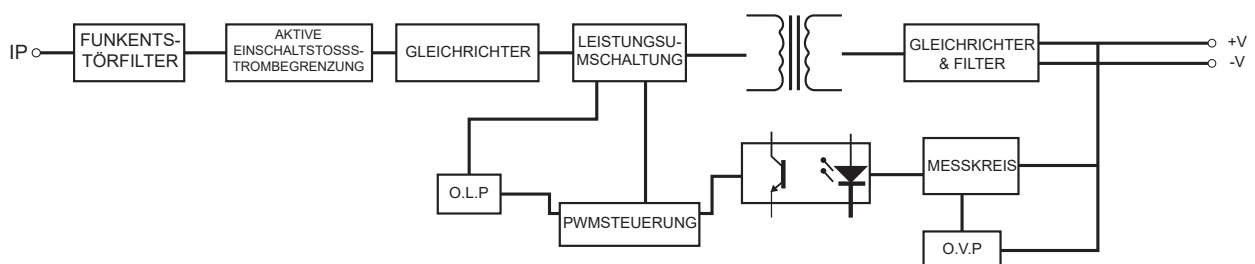 IP
FUNKENTS-
TÖRFILTER
AKTIVE
EINSCHALTSTOSSS-
TROMBEGRENZUNG
GLEICHRICHTER
LEISTUNGSU-
MSCHALTUNG
GLEICHRICHTER
& FILTER
+V
-V
O.L.P
PWMSTEUERUNG
MESSKREIS
O.V.P